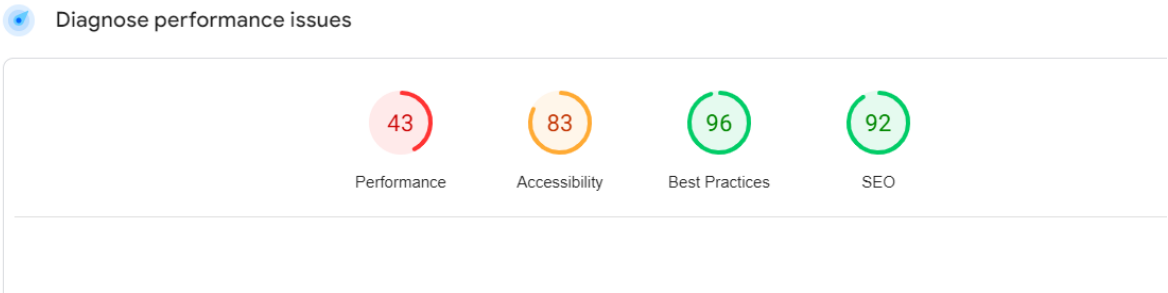 Diagnose performance issues
43 83 96 92
Performance Accessibility Best Practices SEO